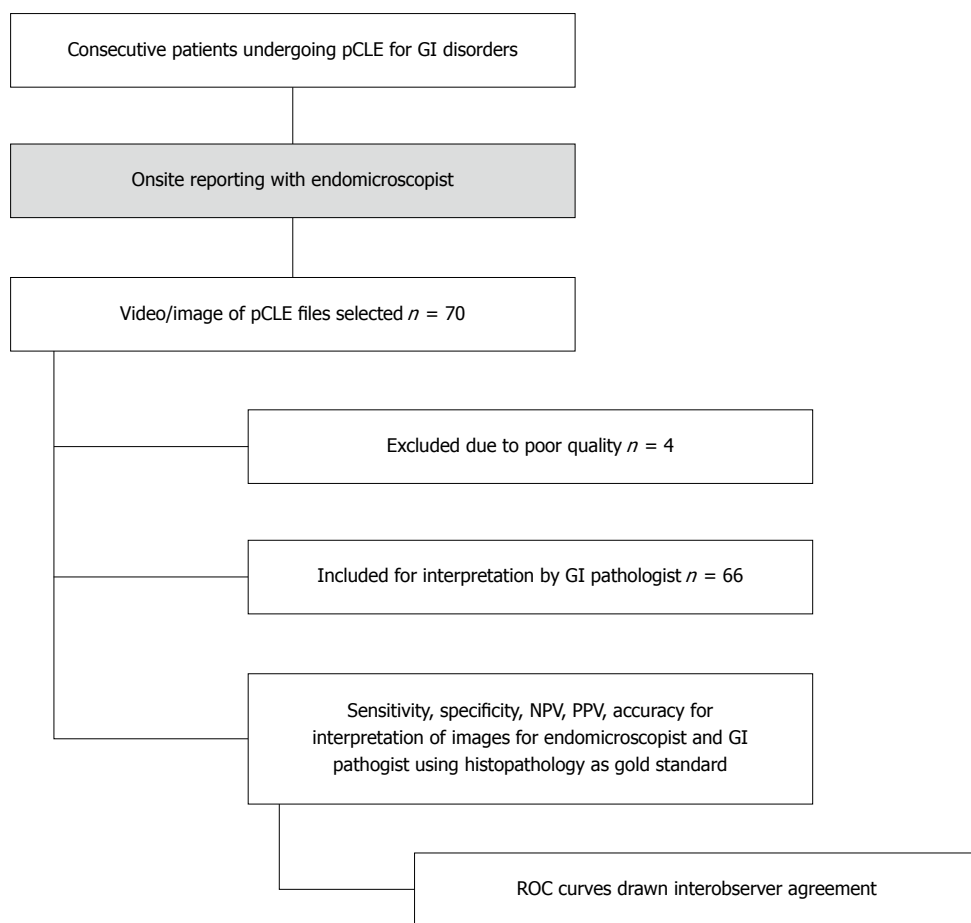 Consecutive patients undergoing pCLE for GI disorders
Onsite reporting with endomicroscopist
Video/image of pCLE files selected n = 70
Excluded due to poor quality n = 4
Included for interpretation by GI pathologist n = 66
Sensitivity, specificity, NPV, PPV, accuracy for
interpretation of images for endomicroscopist and GI
pathogist using histopathology as gold standard
ROC curves drawn interobserver agreement